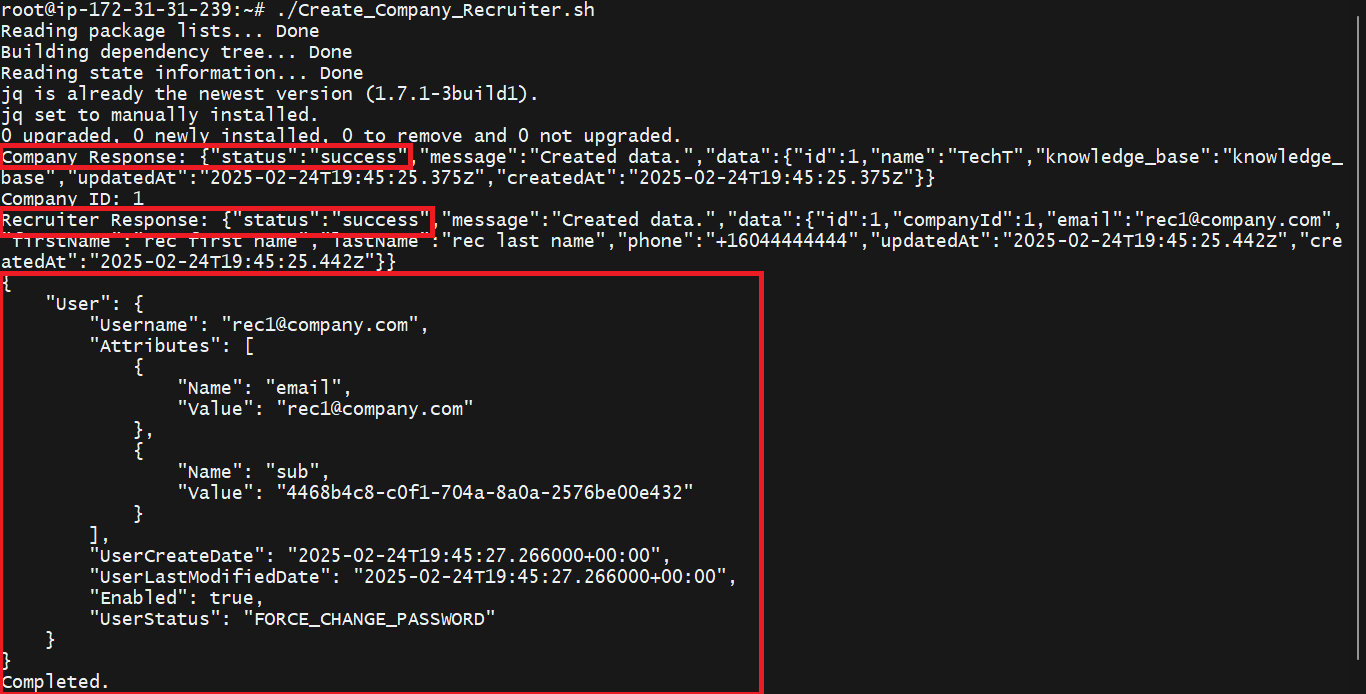 root@ip-172-31-31-239:~# ./Create_Company_Recruiter.sh
Reading package lists... Done
Building dependency tree... Done
Reading state information... Done
jq is already the newest version (1.7.1-3build1).
jq set to manually installed.
0 upgraded, 0 newly installed, 0 to remove and 0 not upgraded.
Company Response: {"status":"success","message":"Created data.","data":{"id":1,"name":"TechT","knowledge_base":"knowledge_
base","updatedAt":"2025-02-24T19:45:25.375Z","createdAt":"2025-02-24T19:45:25.375Z"}}
Company ID: 1
Recruiter Response: {"status":"success","message":"Created data.","data":{"id":1,"companyId":1,"email":"rec1@company.com",
"firstName":"rec first name","lastName":"rec last name","phone":"+16044444444","updatedAt":"2025-02-24T19:45:25.442Z","cre
atedAt":"2025-02-24T19:45:25.442Z"}}
{
    "User": {
        "Username": "rec1@company.com",
        "Attributes": [
            {
                "Name": "email",
                "Value": "rec1@company.com"
            },
            {
                "Name": "sub",
                "Value": "4468b4c8-c0f1-704a-8a0a-2576be00e432"
            }
        ],
        "UserCreateDate": "2025-02-24T19:45:27.266000+00:00",
        "UserLastModifiedDate": "2025-02-24T19:45:27.266000+00:00",
        "Enabled": true,
        "UserStatus": "FORCE_CHANGE_PASSWORD"
    }
}
Completed.